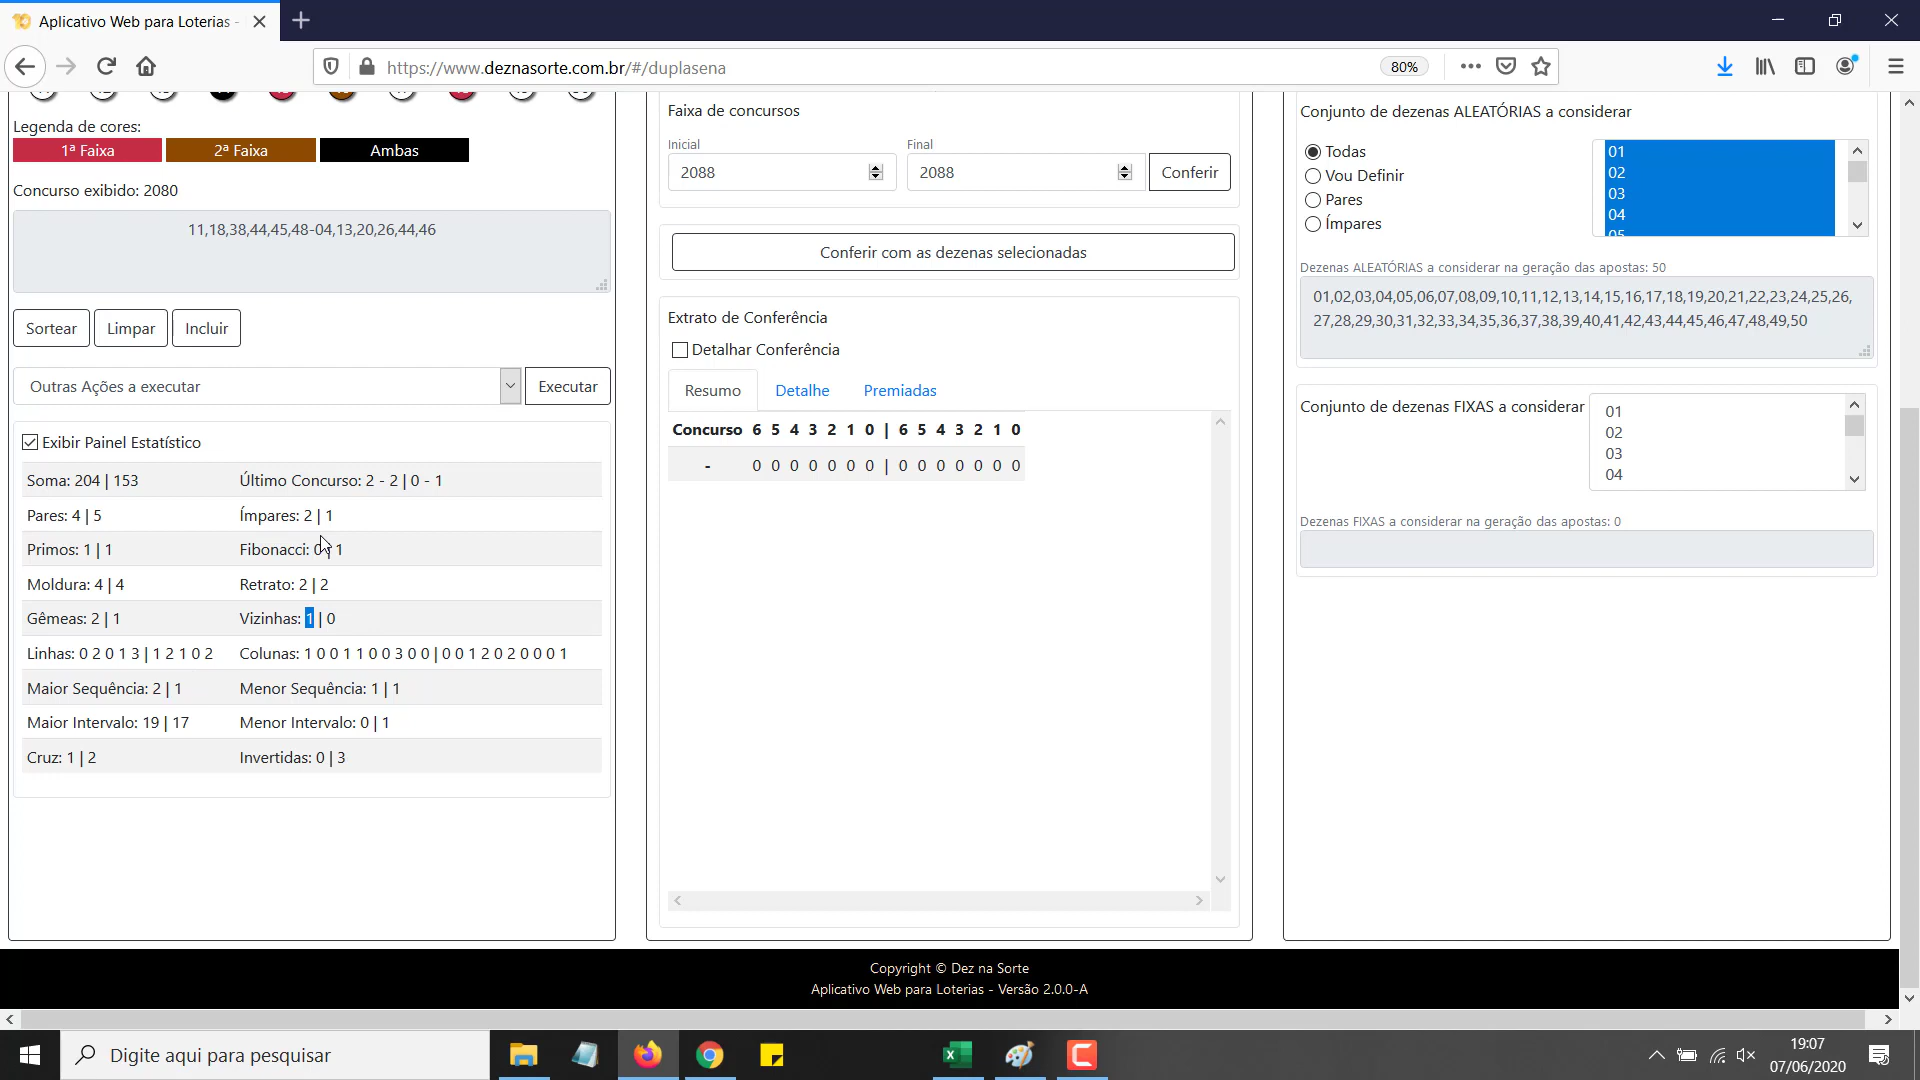 Aplicativo Web para Loterias -
https://www.deznasorte.com.br/#/duplasena
80%
Legenda de cores:
1ª Faixa
2ª Faixa
Ambas
Concurso exibido: 2080
11,18,38,44,45,48-04,13,20,26,44,46
Sortear
Limpar
Incluir
Outras Ações a executar
Executar
Exibir Painel Estatístico
Soma: 204 | 153
Último Concurso: 2 - 2 | 0 - 1
Pares: 4 | 5
Ímpares: 2 | 1
Primos: 1 | 1
Fibonacci: 0 | 1
Moldura: 4 | 4
Retrato: 2 | 2
Gêmeas: 2 | 1
Vizinhas: 1 | 0
Linhas: 0 2 0 1 3 | 1 2 1 0 2
Colunas: 1 0 0 1 1 0 0 3 0 0 | 0 0 1 2 0 2 0 0 0 1
Maior Sequência: 2 | 1
Menor Sequência: 1 | 1
Maior Intervalo: 19 | 17
Menor Intervalo: 0 | 1
Cruz: 1 | 2
Invertidas: 0 | 3
Faixa de concursos
Inicial
Final
2088
2088
Conferir
Conferir com as dezenas selecionadas
Extrato de Conferência
Detalhar Conferência
Resumo
Detalhe
Premiadas
Concurso 6 5 4 3 2 1 0 | 6 5 4 3 2 1 0
- 0 0 0 0 0 0 0 | 0 0 0 0 0 0 0
Conjunto de dezenas ALEATÓRIAS a considerar
Todas
Vou Definir
Pares
Ímpares
01
02
03
04
05
Dezenas ALEATÓRIAS a considerar na geração das apostas: 50
01,02,03,04,05,06,07,08,09,10,11,12,13,14,15,16,17,18,19,20,21,22,23,24,25,26,
27,28,29,30,31,32,33,34,35,36,37,38,39,40,41,42,43,44,45,46,47,48,49,50
Conjunto de dezenas FIXAS a considerar
01
02
03
04
Dezenas FIXAS a considerar na geração das apostas: 0
Copyright © Dez na Sorte
Aplicativo Web para Loterias - Versão 2.0.0-A
Digite aqui para pesquisar
19:07
07/06/2020